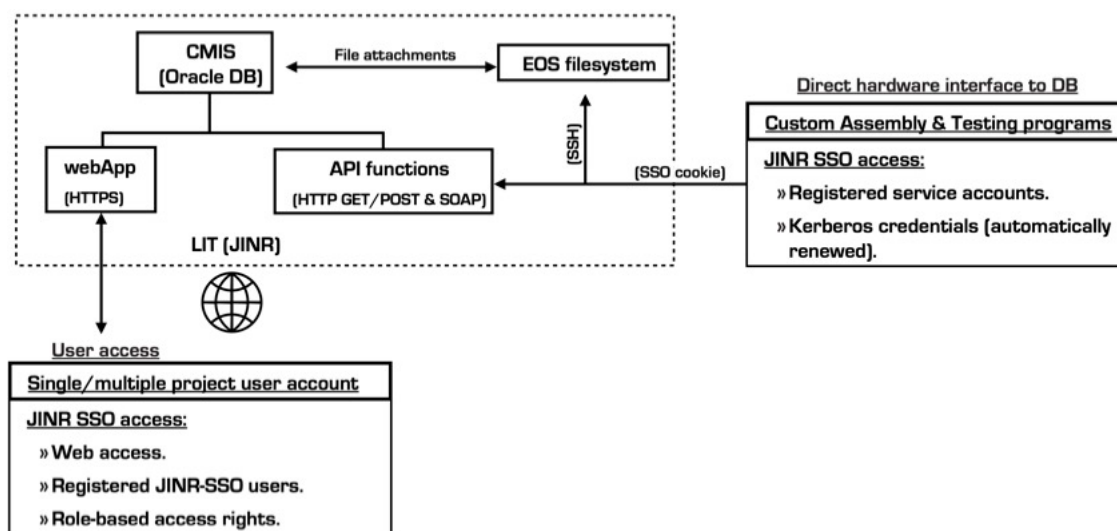 CMIS
(Oracle DB)
File attachments
EOS filesystem
webApp
(HTTPS)
API functions
(HTTP GET/POST & SOAP)
(SSH)
(SSO cookie)
LIT (JINR)
Direct hardware interface to DB
Custom Assembly & Testing programs
JINR SSO access:
» Registered service accounts.
» Kerberos credentials (automatically
renewed).
User access
Single/multiple project user account
JINR SSO access:
» Web access.
» Registered JINR-SSO users.
» Role-based access rights.